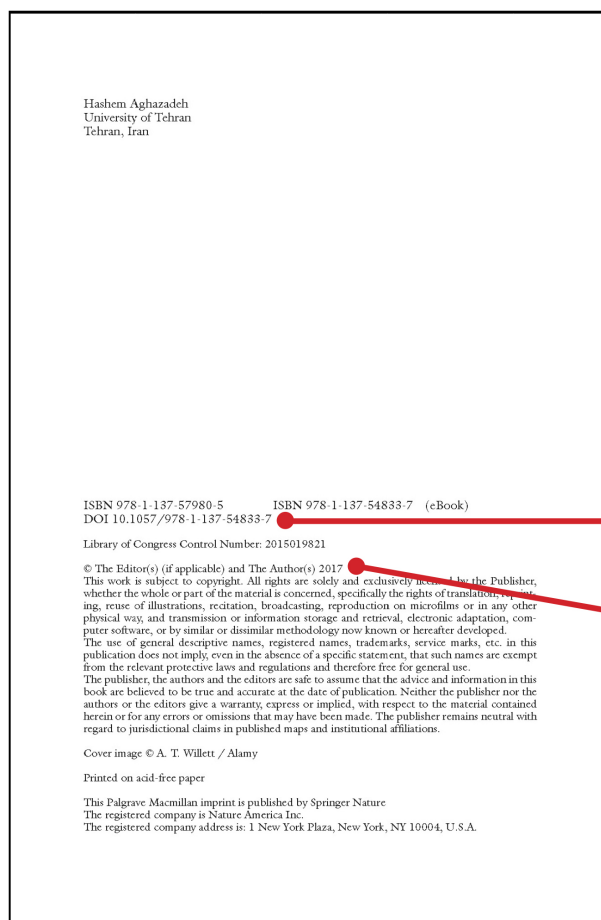 Hashem Aghazadeh
University of Tehran
Tehran, Iran
ISBN 978-1-137-57980-5 ISBN 978-1-137-54833-7 (eBook)
DOI 10.1057/978-1-137-54833-7
Library of Congress Control Number: 2015019821
© The Editor(s) (if applicable) and The Author(s) 2017
This work is subject to copyright. All rights are solely and exclusively licensed by the Publisher,
whether the whole or part of the material is concerned, specifically the rights of translation, reprint-
ing, reuse of illustrations, recitation, broadcasting, reproduction on microfilms or in any other
physical way, and transmission or information storage and retrieval, electronic adaptation, com-
puter software, or by similar or dissimilar methodology now known or hereafter developed.
The use of general descriptive names, registered names, trademarks, service marks, etc. in this
publication does not imply, even in the absence of a specific statement, that such names are exempt
from the relevant protective laws and regulations and therefore free for general use.
The publisher, the authors and the editors are safe to assume that the advice and information in this
book are believed to be true and accurate at the date of publication. Neither the publisher nor the
authors or the editors give a warranty, express or implied, with respect to the material contained
herein or for any errors or omissions that may have been made. The publisher remains neutral with
regard to jurisdictional claims in published maps and institutional affiliations.
Cover image © A. T. Willett / Alamy
Printed on acid-free paper
This Palgrave Macmillan imprint is published by Springer Nature
The registered company is Nature America Inc.
The registered company address is: 1 New York Plaza, New York, NY 10004, U.S.A.